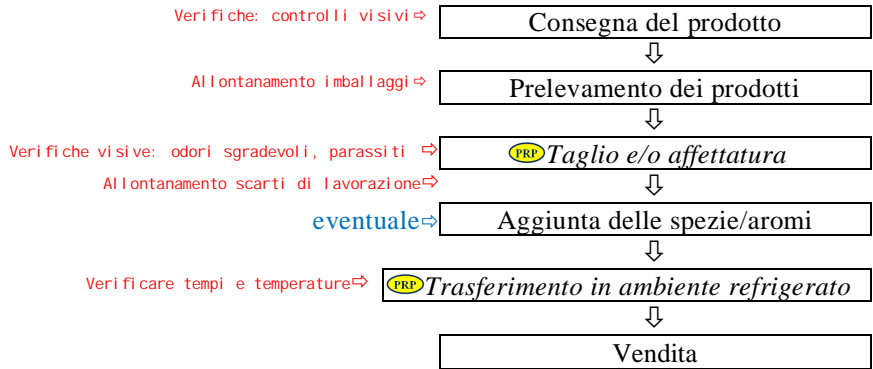 Verifiche: controlli visivi⇨ Consegna del prodotto
⇩
Allontanamento imballaggi⇨ Prelevamento dei prodotti
⇩
Verifiche visive: odori sgradevoli, parassiti ⇨ PRP Taglio e/o affettatura
Allontanamento scarti di lavorazione⇨ ⇩
eventuale⇨ Aggiunta delle spezie/aromi
⇩
Verificare tempi e temperature⇨ PRP Trasferimento in ambiente refrigerato
⇩
Vendita